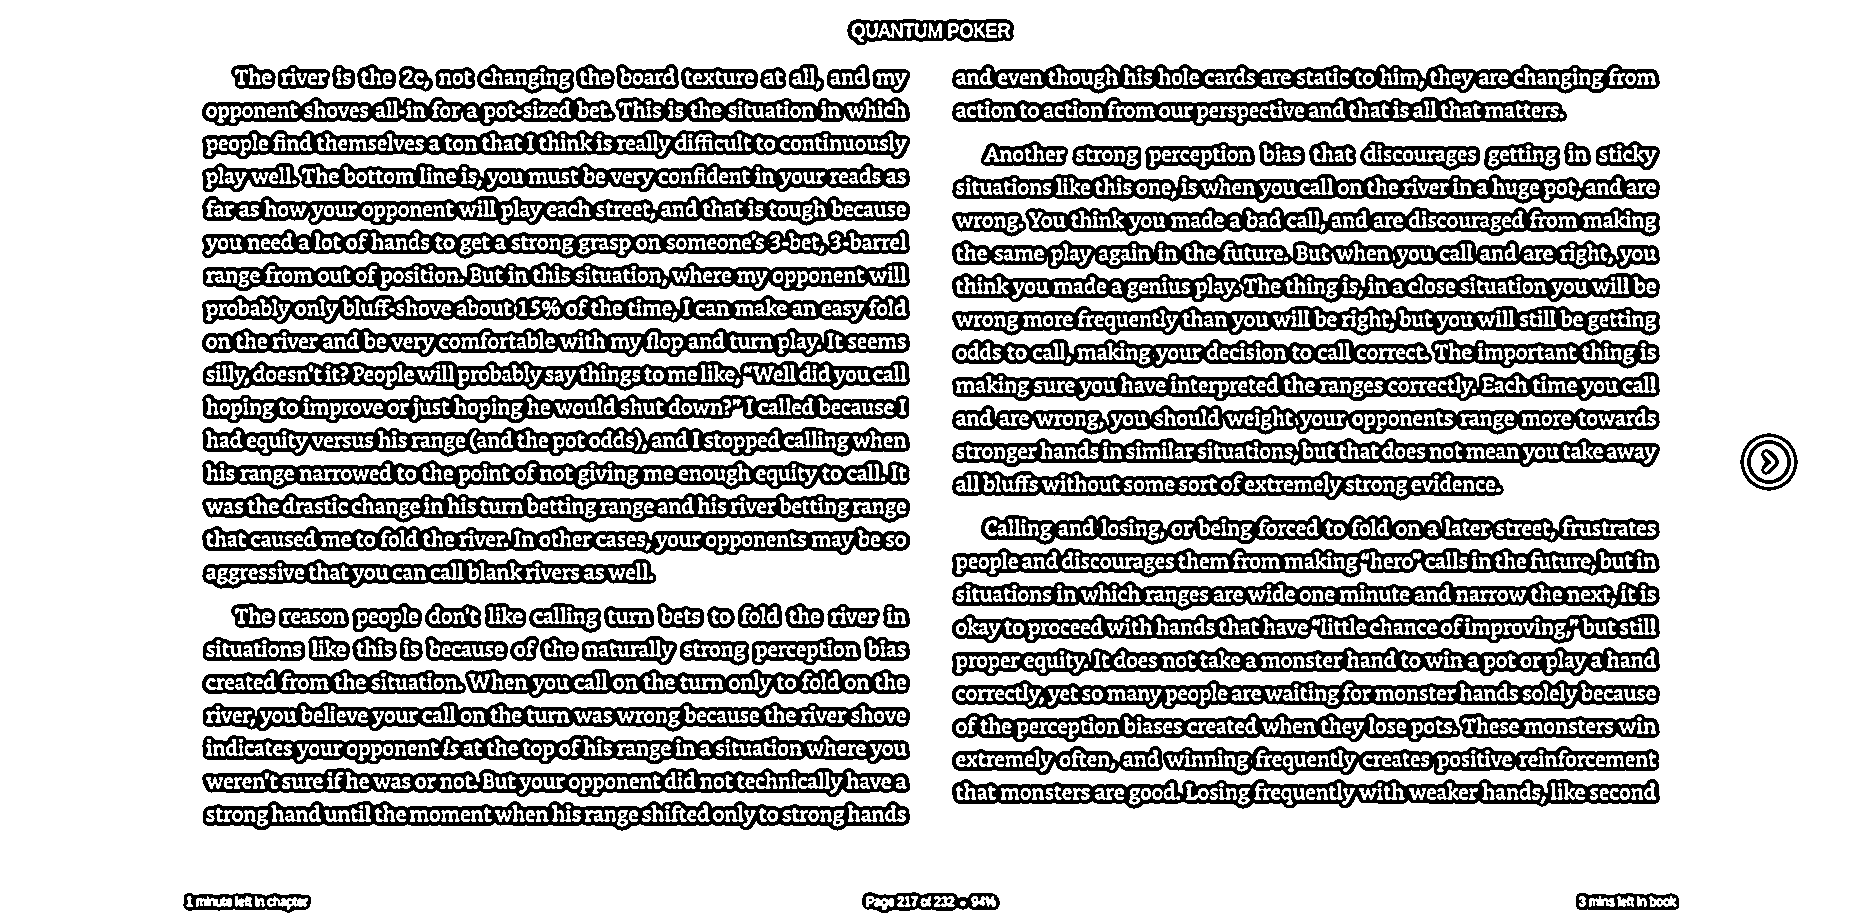 QUANTUM POKER
The river is the 2c, not changing the board texture at all, and my
opponent shoves all-in for a pot-sized bet. This is the situation in which
people find themselves a ton that I think is really difficult to continuously
play well. The bottom line is, you must be very confident in your reads as
far as how your opponent will play each street, and that is tough because
you need a lot of hands to get a strong grasp on someone's 3-bet, 3-barrel
range from out of position. But in this situation, where my opponent will
probably only bluff-shove about 15% of the time, I can make an easy fold
on the river and be very comfortable with my flop and turn play. It seems
silly, doesn't it? People will probably say things to me like, “Well did you call
hoping to improve or just hoping he would shut down?” I called because I
had equity versus his range (and the pot odds), and I stopped calling when
his range narrowed to the point of not giving me enough equity to call. It
was the drastic change in his turn betting range and his river betting range
that caused me to fold the river. In other cases, your opponents may be so
aggressive that you can call blank rivers as well.
The reason people don't like calling turn bets to fold the river in
situations like this is because of the naturally strong perception bias
created from the situation. When you call on the turn only to fold on the
river, you believe your call on the turn was wrong because the river shove
indicates your opponent is at the top of his range in a situation where you
weren't sure if he was or not. But your opponent did not technically have a
strong hand until the moment when his range shifted only to strong hands
and even though his hole cards are static to him, they are changing from
action to action from our perspective and that is all that matters.
Another strong perception bias that discourages getting in sticky
situations like this one, is when you call on the river in a huge pot, and are
wrong. You think you made a bad call, and are discouraged from making
the same play again in the future. But when you call and are right, you
think you made a genius play. The thing is, in a close situation you will be
wrong more frequently than you will be right, but you will still be getting
odds to call, making your decision to call correct. The important thing is
making sure you have interpreted the ranges correctly. Each time you call
and are wrong, you should weight your opponents range more towards
stronger hands in similar situations, but that does not mean you take away
all bluffs without some sort of extremely strong evidence.
Calling and losing, or being forced to fold on a later street, frustrates
people and discourages them from making “hero” calls in the future, but in
situations in which ranges are wide one minute and narrow the next, it is
okay to proceed with hands that have “little chance of improving,” but still
proper equity. It does not take a monster hand to win a pot or play a hand
correctly, yet so many people are waiting for monster hands solely because
of the perception biases created when they lose pots. These monsters win
extremely often, and winning frequently creates positive reinforcement
that monsters are good. Losing frequently with weaker hands, like second
1 minute left in chapter
Page 217 of 232 • 94%
3 mins left in book